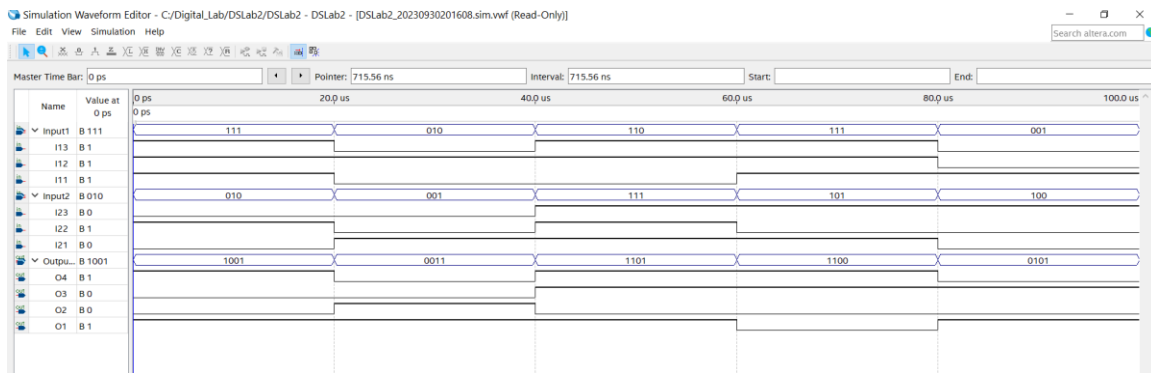 Simulation Waveform Editor - C:/Digital_Lab/DSLab2/DSLab2 - DSLab2 - [DSLab2_20230930201608.sim.vwf (Read-Only)]
File Edit View Simulation Help
Search altera.com
Master Time Bar: 0 ps Pointer: 715.56 ns Interval: 715.56 ns Start: End:
Name Value at 0 ps 0 ps 20.0 us 40.0 us 60.0 us 80.0 us 100.0 us
0 ps
Input1 B 111 111 010 110 111 001
I13 B 1
I12 B 1
I11 B 1
Input2 B 010 010 001 111 101 100
I23 B 0
I22 B 1
I21 B 0
Outpu... B 1001 1001 0011 1101 1100 0101
O4 B 1
O3 B 0
O2 B 0
O1 B 1